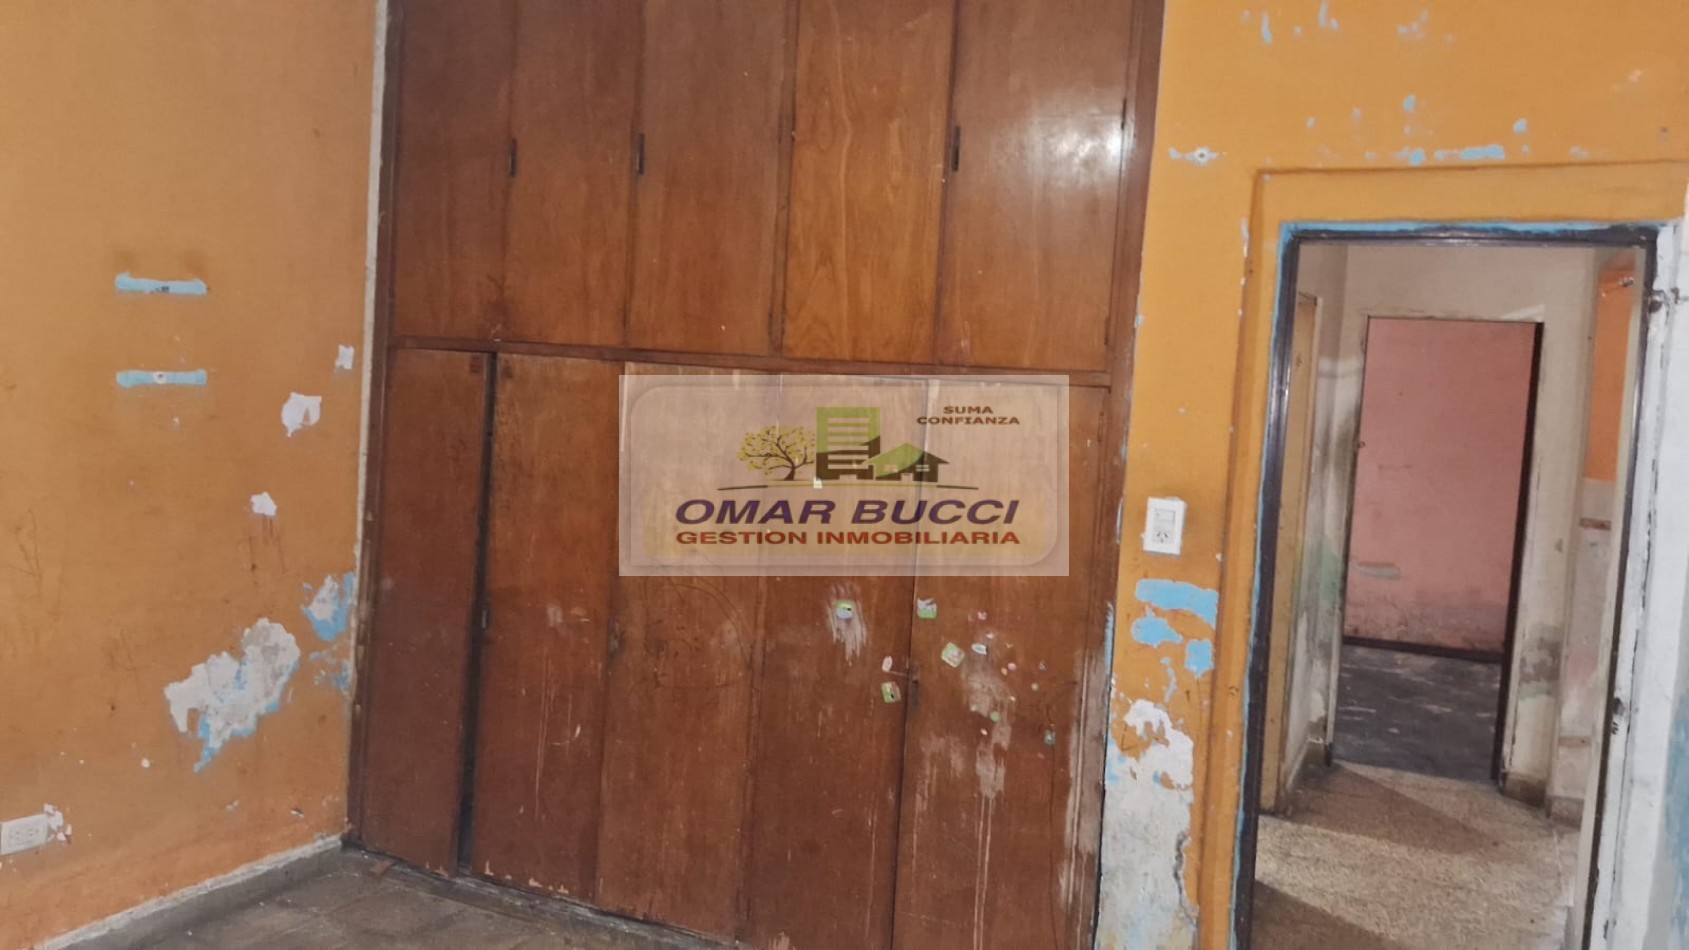 SUMA
CONFIANZA
OMAR BUCCI
GESTION INMOBILIARIA